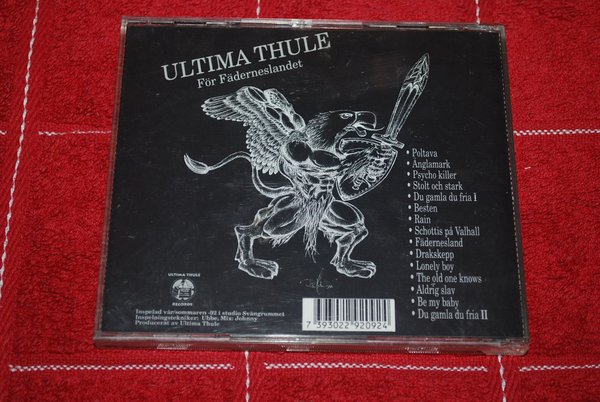 ULTIMA THULE
För Fäderneslandet
• Poltava
• Änglamark
• Psycho killer
• Stolt och stark
• Du gamla du fria I
• Besten
• Rain
• Schottis på Valhall
• Fädernesland
• Drakskepp
• Lonely boy
• The old one knows
• Aldrig slav
• Be my baby
• Du gamla du fria II
ULTIMA THULE
RECORDS
Inspelad vår/sommaren -92 i studio Svängrummet
Inspelningstekniker: Ubbe, Mix: Johnny
Producerat av Ultima Thule
7 393022 920924